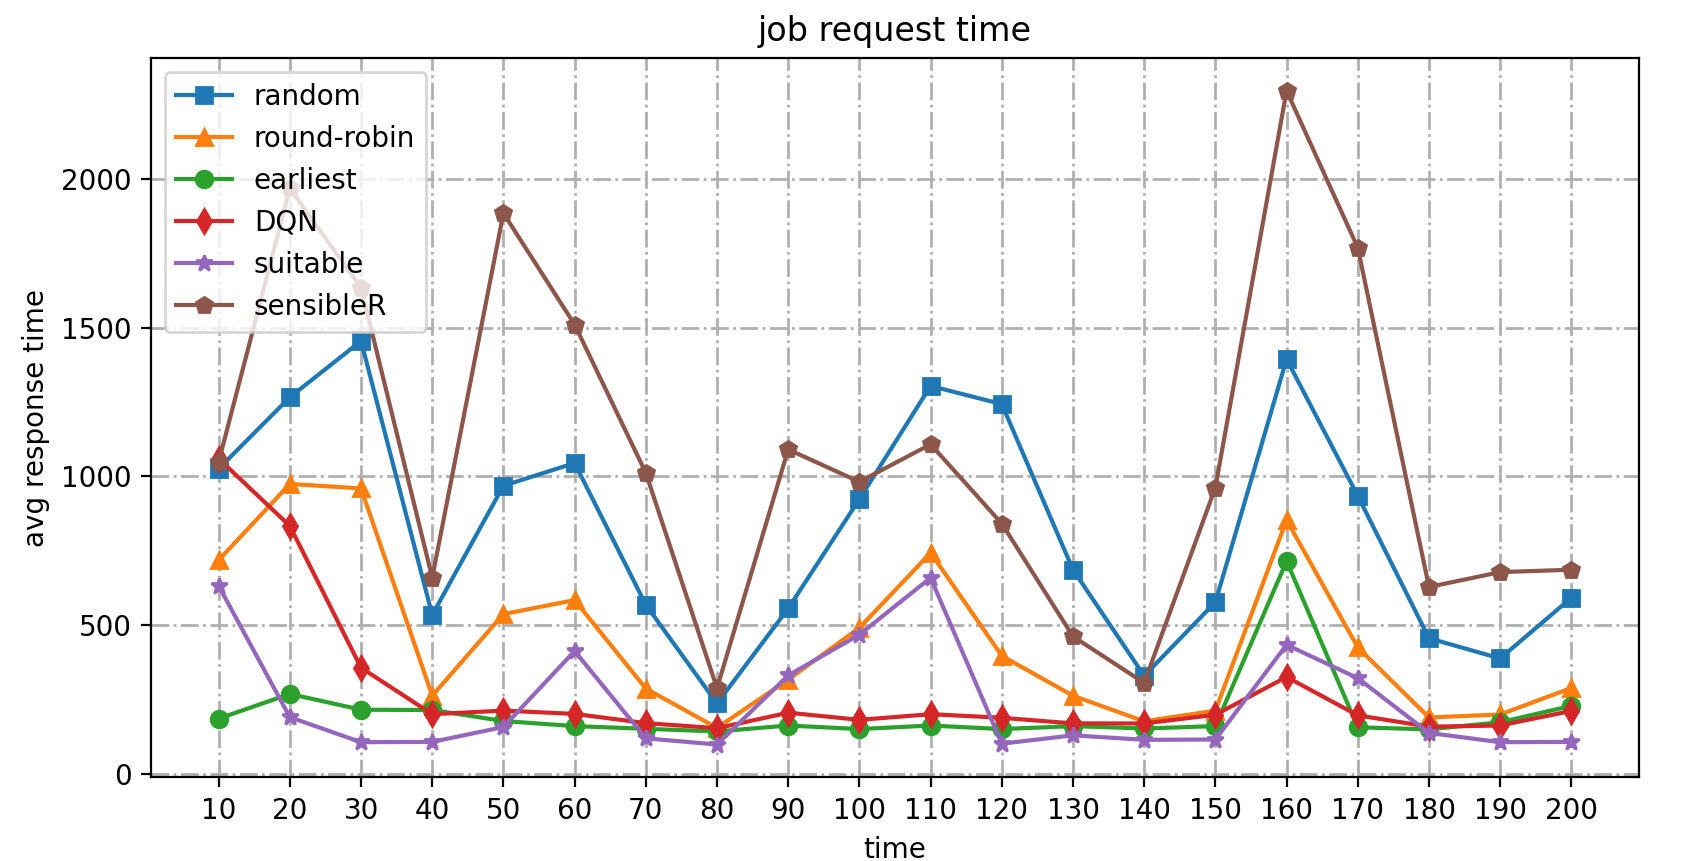 job request time
random
round-robin
earliest
DQN
suitable
sensibleR
avg response time
2000
1500
1000
500
0
10 20 30 40 50 60 70 80 90 100 110 120 130 140 150 160 170 180 190 200
time